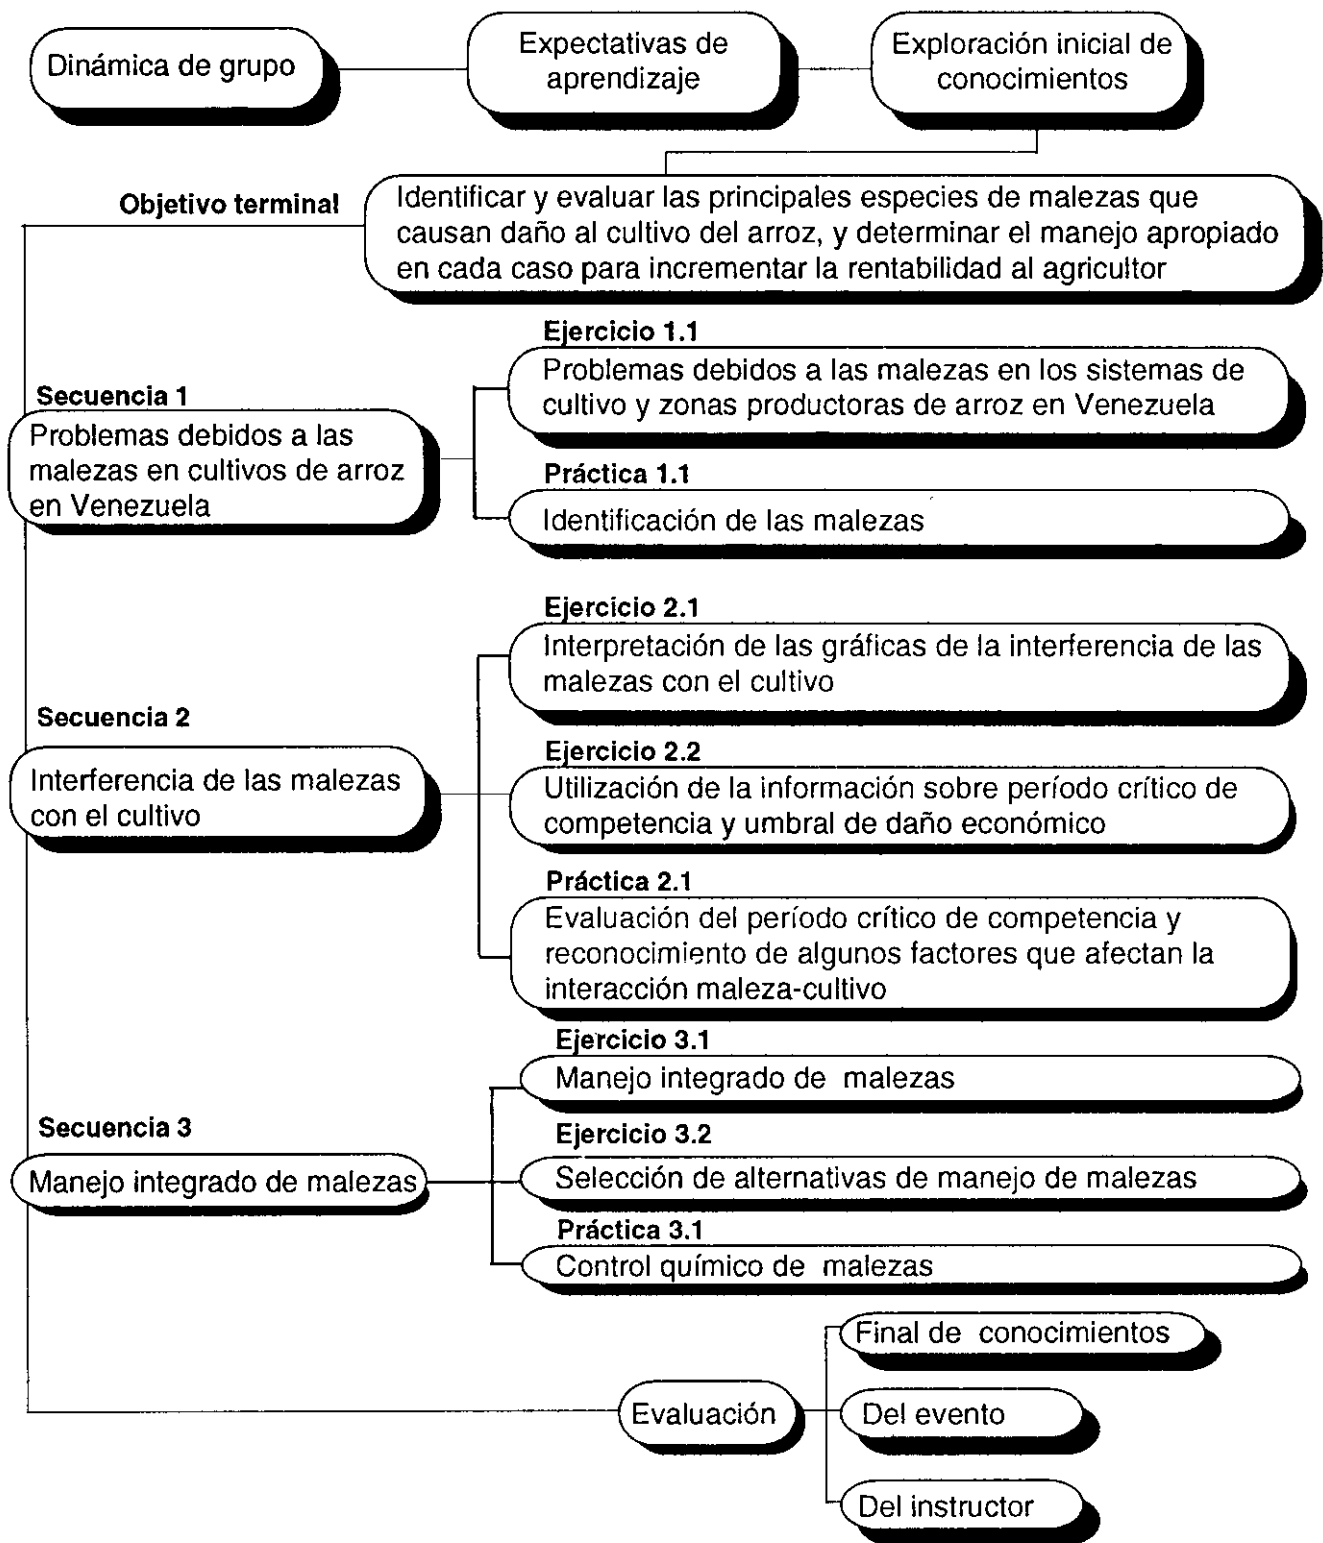 Dinámica de grupo
Expectativas de
aprendizaje
Exploración inicial de
conocimientos
Objetivo terminal
Identificar y evaluar las principales especies de malezas que
causan daño al cultivo del arroz, y determinar el manejo apropiado
en cada caso para incrementar la rentabilidad al agricultor
Secuencia 1
Problemas debidos a las
malezas en cultivos de arroz
en Venezuela
Ejercicio 1.1
Problemas debidos a las malezas en los sistemas de
cultivo y zonas productoras de arroz en Venezuela
Práctica 1.1
Identificación de las malezas
Secuencia 2
Interferencia de las malezas
con el cultivo
Ejercicio 2.1
Interpretación de las gráficas de la interferencia de las
malezas con el cultivo
Ejercicio 2.2
Utilización de la información sobre período crítico de
competencia y umbral de daño económico
Práctica 2.1
Evaluación del período crítico de competencia y
reconocimiento de algunos factores que afectan la
interacción maleza-cultivo
Secuencia 3
Manejo integrado de malezas
Ejercicio 3.1
Manejo integrado de malezas
Ejercicio 3.2
Selección de alternativas de manejo de malezas
Práctica 3.1
Control químico de malezas
Evaluación
Final de conocimientos
Del evento
Del instructor